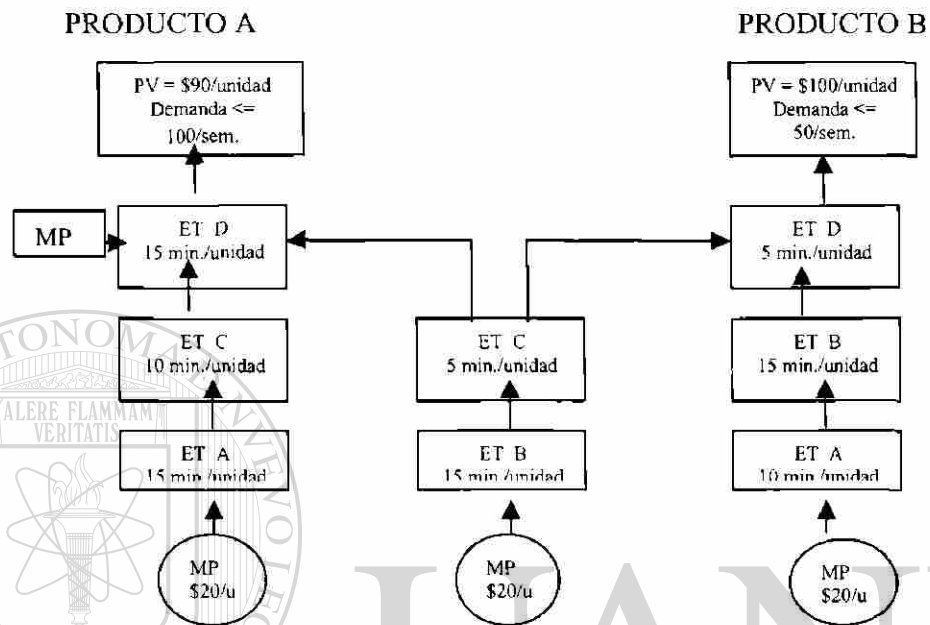 PRODUCTO A
PRODUCTO B
PV = $90/unidad
Demanda <=
100/sem.
PV = $100/unidad
Demanda <=
50/sem.
MP
ET D
15 min./unidad
ET D
5 min./unidad
ET C
10 min./unidad
ET C
5 min./unidad
ET B
15 min./unidad
ET A
15 min./unidad
ET B
15 min./unidad
ET A
10 min./unidad
MP
$20/u
MP
$20/u
MP
$20/u
ALERE FLAMMAM
VERITATIS
UAN